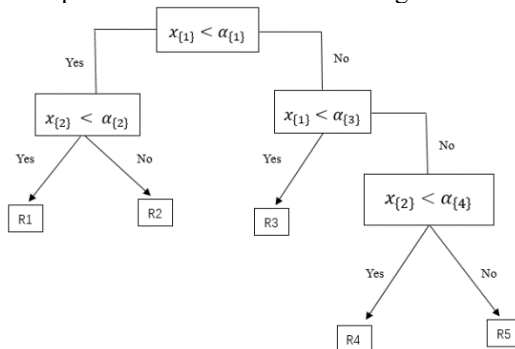 x_{1} < α_{1}
Yes
No
x_{2} < α_{2}
x_{1} < α_{3}
Yes
No
Yes
No
R1
R2
R3
x_{2} < α_{4}
Yes
No
R4
R5